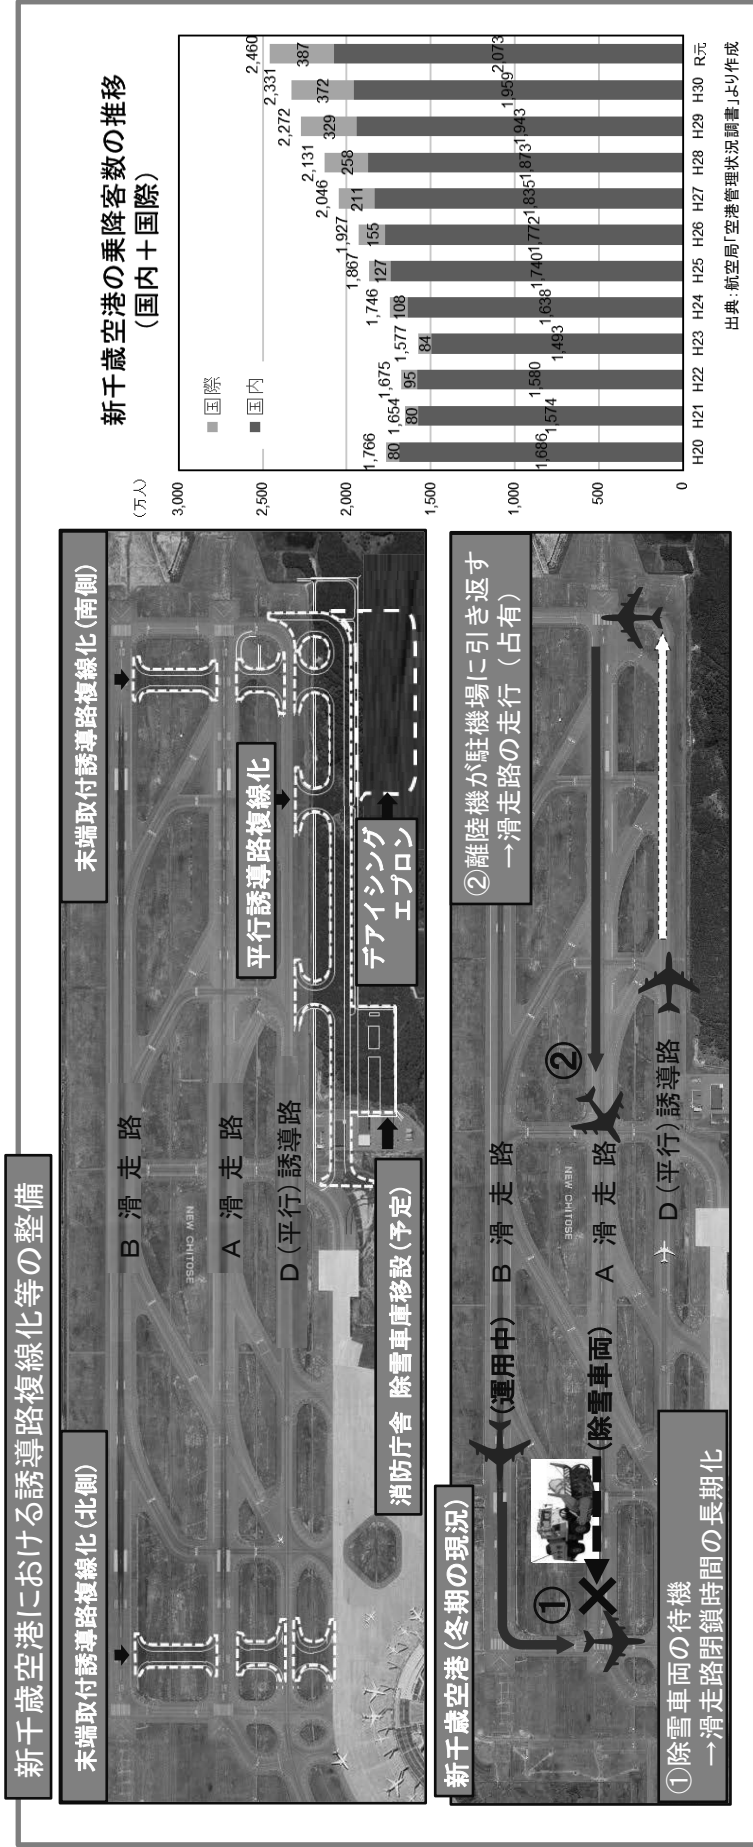 新千歳空港における誘導路複線化等の整備
末端取付誘導路複線化(北側)
末端取付誘導路複線化(南側)
B 滑 走 路
NEW CHITOSE
A 滑 走 路
D(平行)誘導路
平行誘導路複線化
消防庁舎 除雪車庫移設(予定)
デアイシング
エプロン
新千歳空港(冬期の現況)
(運用中)
B 滑 走 路
NEW CHITOSE
(除雪車両)
A 滑 走 路
D(平行)誘導路
①
②
①除雪車両の待機
→滑走路閉鎖時間の長期化
②離陸機が駐機場に引き返す
→滑走路の走行(占有)
新千歳空港の乗降客数の推移
(国内+国際)
(万人)
3,000
2,500
2,000
1,500
1,000
500
0
国際
国内
1,766 1,654 1,675 1,577 1,746 1,867 1,927 2,046 2,131 2,272 2,331 2,460
80 80 95 84 108 127 155 211 258 329 372 387
1,686 1,574 1,580 1,493 1,638 1,740 1,772 1,835 1,873 1,943 1,959 2,073
H20 H21 H22 H23 H24 H25 H26 H27 H28 H29 H30 R元
出典:航空局「空港管理状況調書」より作成